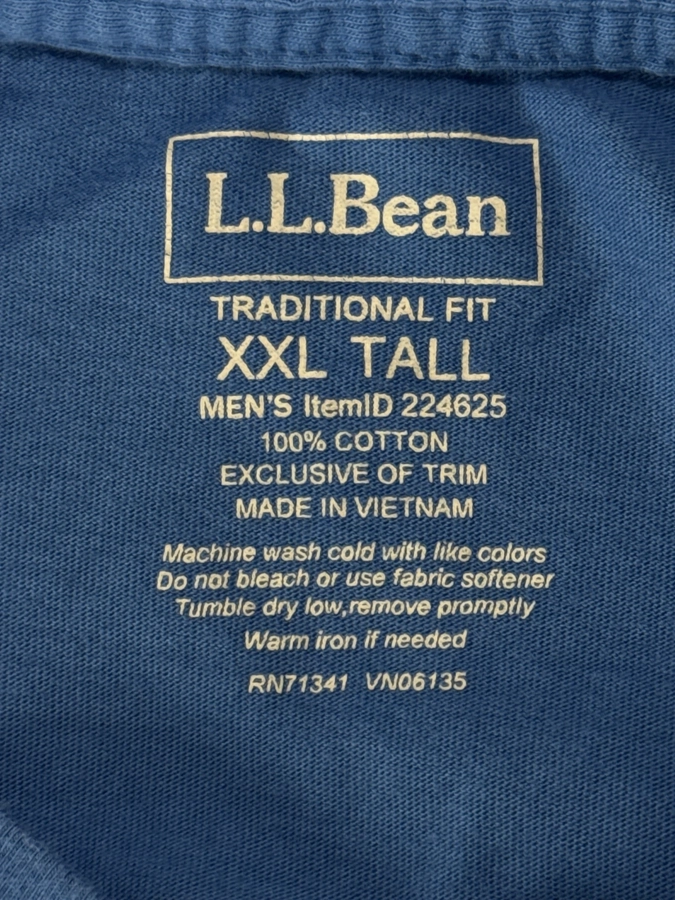 L.L.Bean
TRADITIONAL FIT
XXL TALL
MEN'S ItemID 224625
100% COTTON
EXCLUSIVE OF TRIM
MADE IN VIETNAM
Machine wash cold with like colors
Do not bleach or use fabric softener
Tumble dry low,remove promptly
Warm iron if needed
RN71341 VN06135